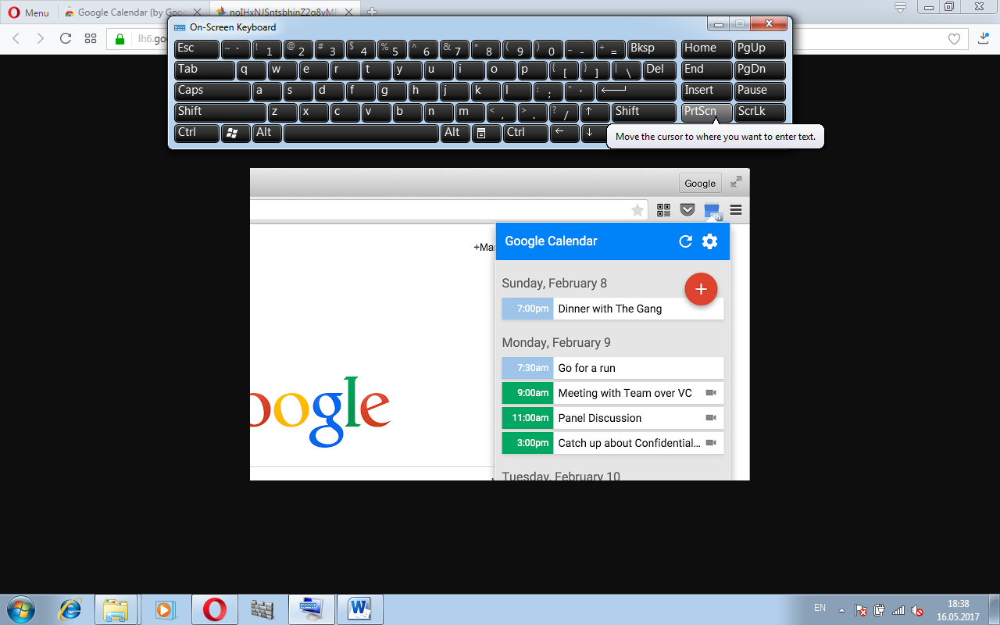 Menu
Google Calendar (by Goo
noIHxNJSntsbhinZ2q8vME
lh6.goo
On-Screen Keyboard
Esc ~ ` ! 1 @ 2 # 3 $ 4 % 5 ^ 6 & 7 * 8 ( 9 ) 0 _ - + = Bksp Home PgUp
Tab q w e r t y u i o p { [ } ] | \ Del End PgDn
Caps a s d f g h j k l : ; " ' Insert Pause
Shift z x c v b n m < , > . ? / ↑ Shift PrtScn ScrLk
Ctrl Alt Alt Ctrl ← ↓
Move the cursor to where you want to enter text.
Google
4h
+Ma
Google Calendar
Sunday, February 8
+
7:00pm Dinner with The Gang
Monday, February 9
7:30am Go for a run
9:00am Meeting with Team over VC
11:00am Panel Discussion
3:00pm Catch up about Confidential...
Tuesday, February 10
oogle
EN
18:38
16.05.2017